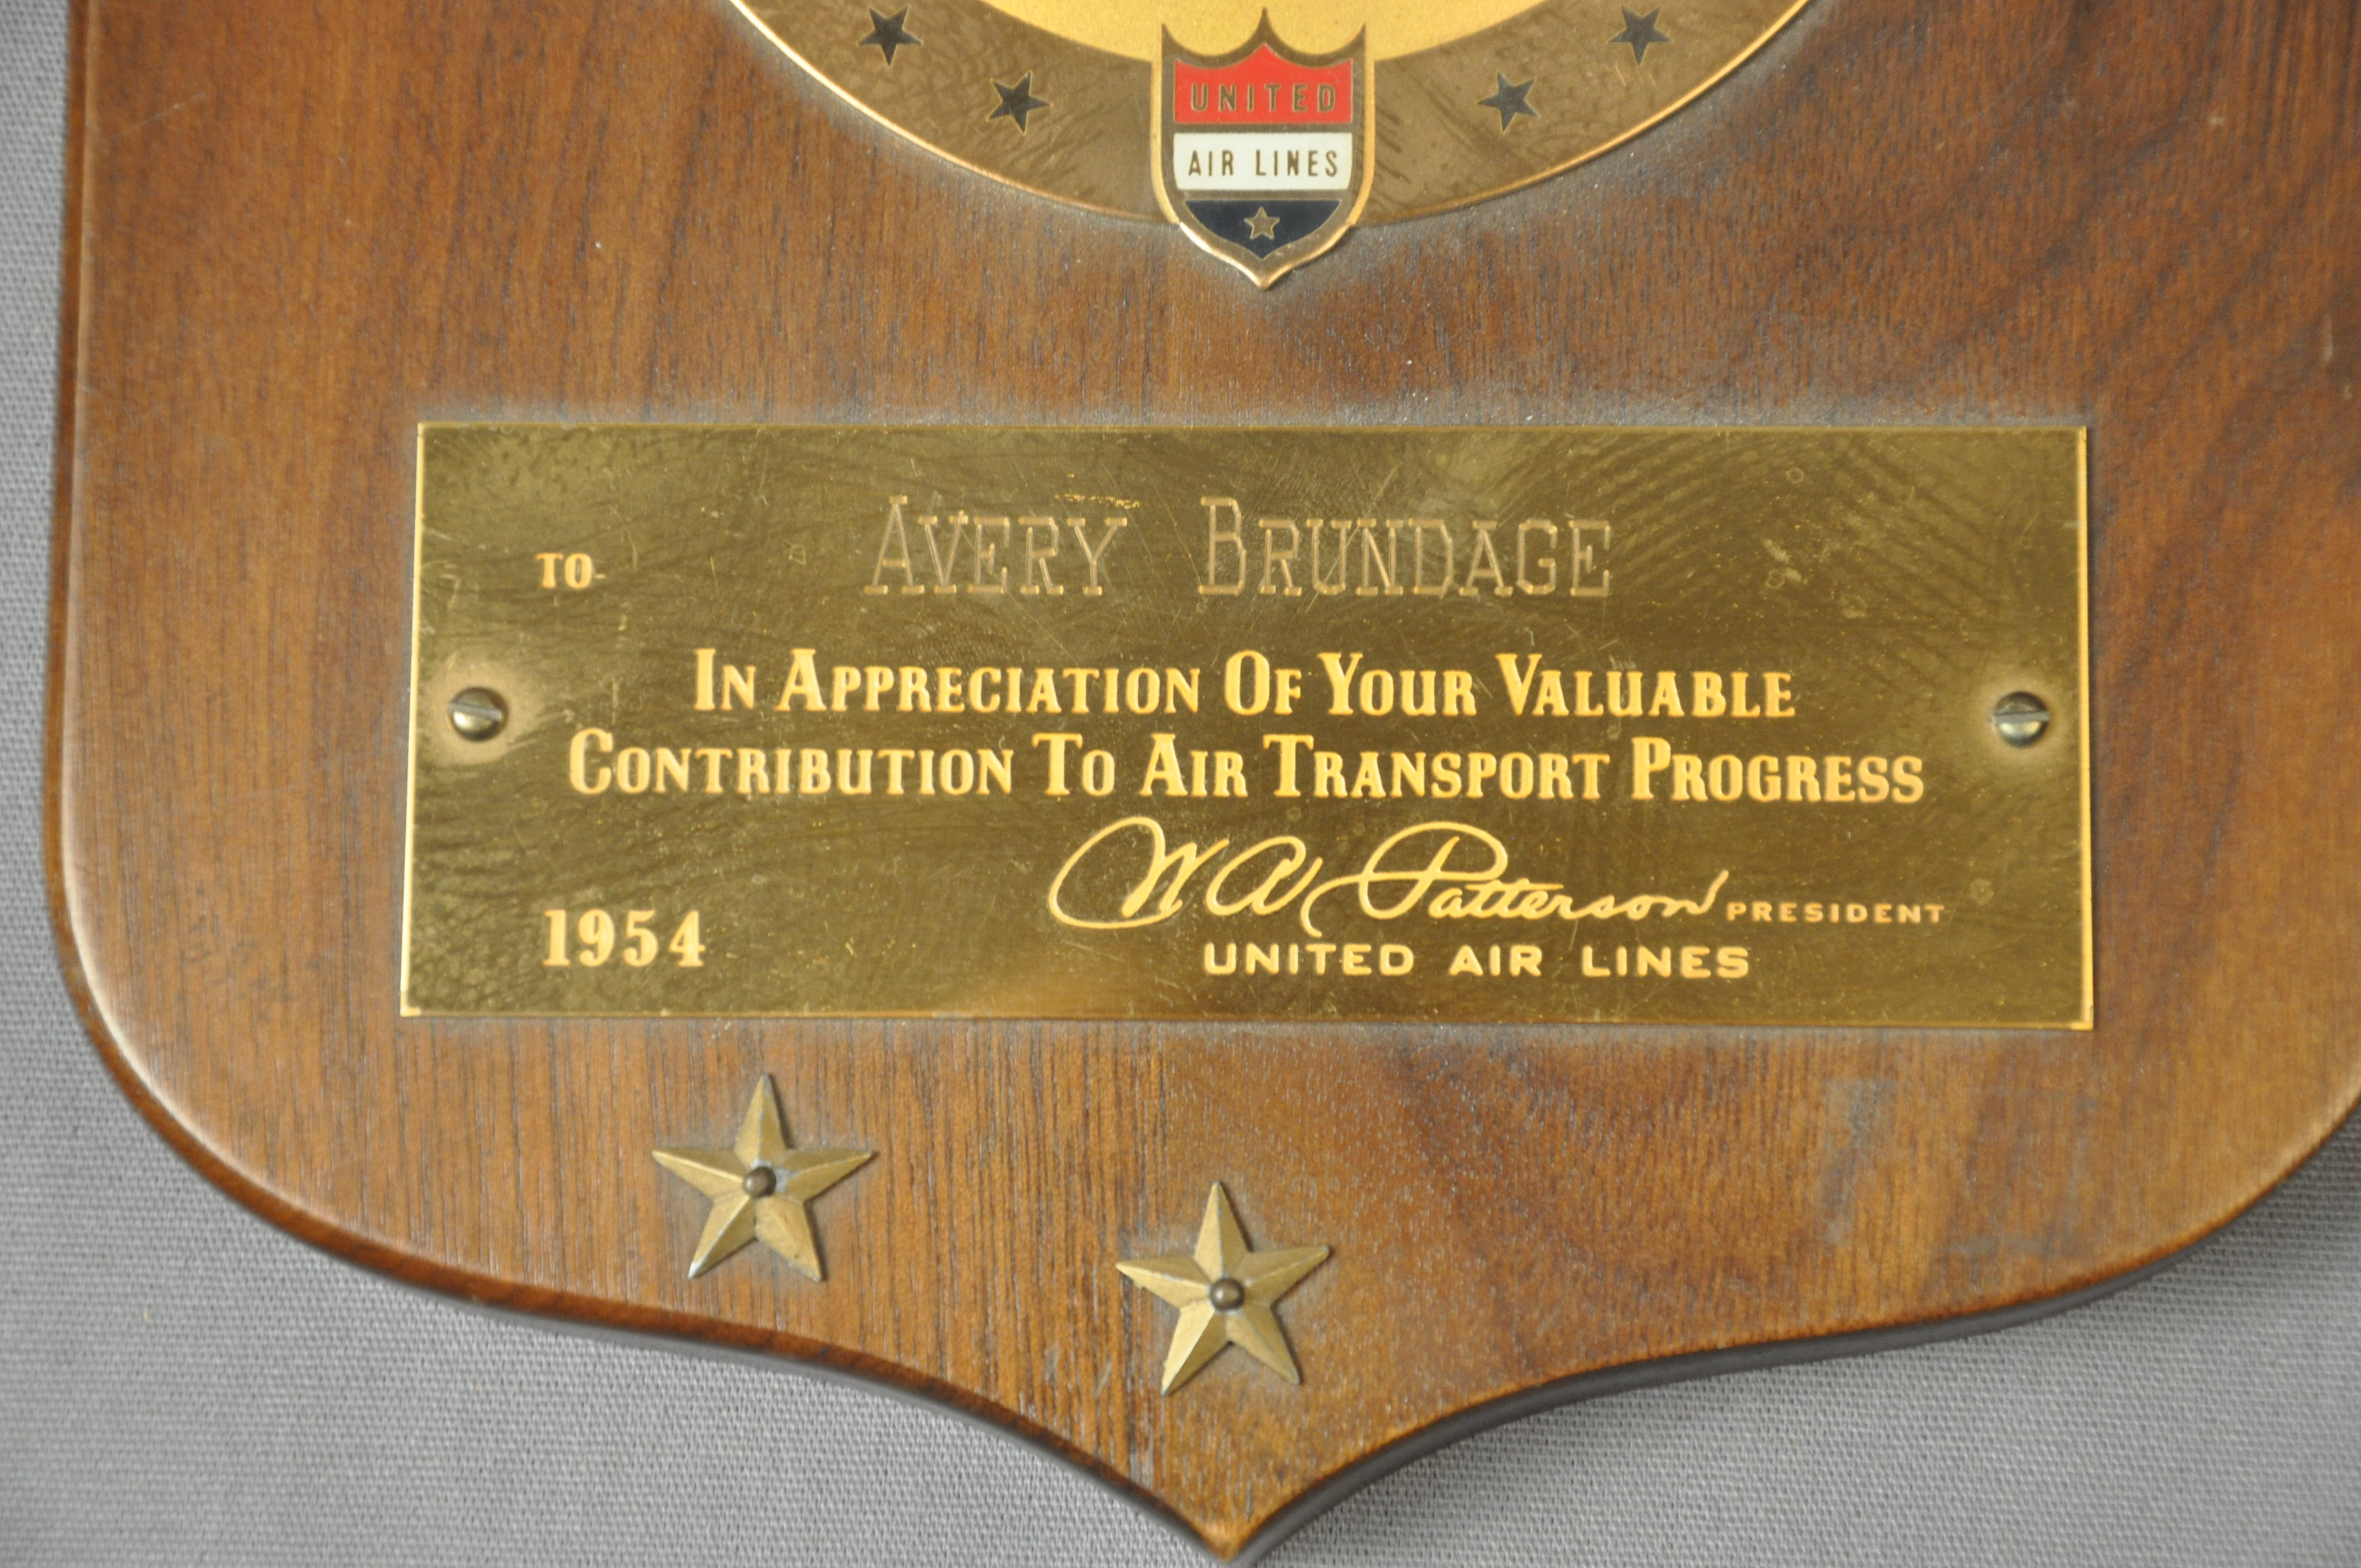 UNITED
AIR LINES
TO- AVERY BRUNDAGE
IN APPRECIATION OF YOUR VALUABLE
CONTRIBUTION TO AIR TRANSPORT PROGRESS
W A Patterson PRESIDENT
1954 UNITED AIR LINES